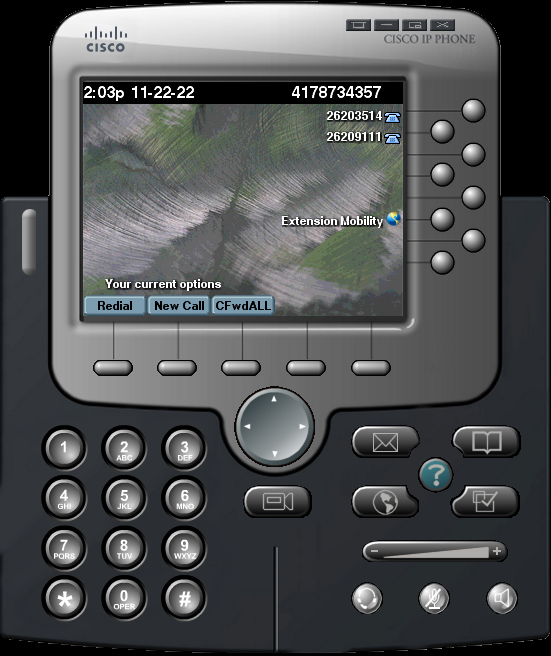 CISCO
CISCO IP PHONE
2:03p 11-22-22 4178734357
26203514
26209111
Extension Mobility
Your current options
Redial New Call CFwdALL
1 2 ABC 3 DEF
4 GHI 5 JKL 6 MNO
7 PQRS 8 TUV 9 WXYZ
* 0 OPER #
?
- +